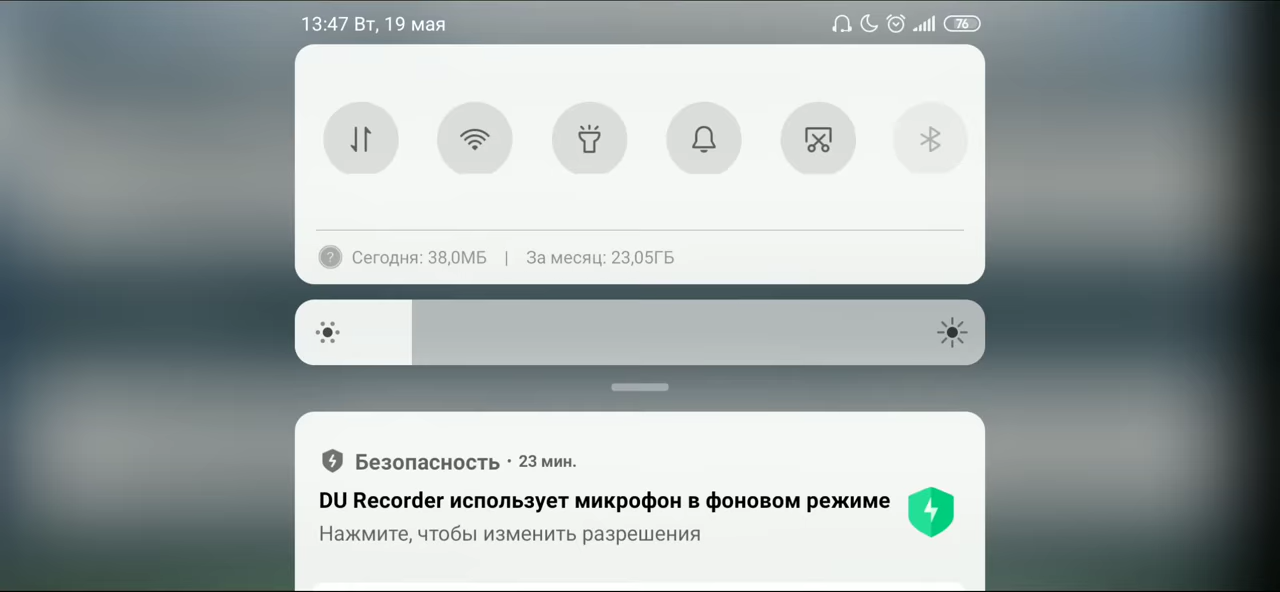 13:47 Вт, 19 мая
76
? Сегодня: 38,0МБ | За месяц: 23,05ГБ
Безопасность · 23 мин.
DU Recorder использует микрофон в фоновом режиме
Нажмите, чтобы изменить разрешения